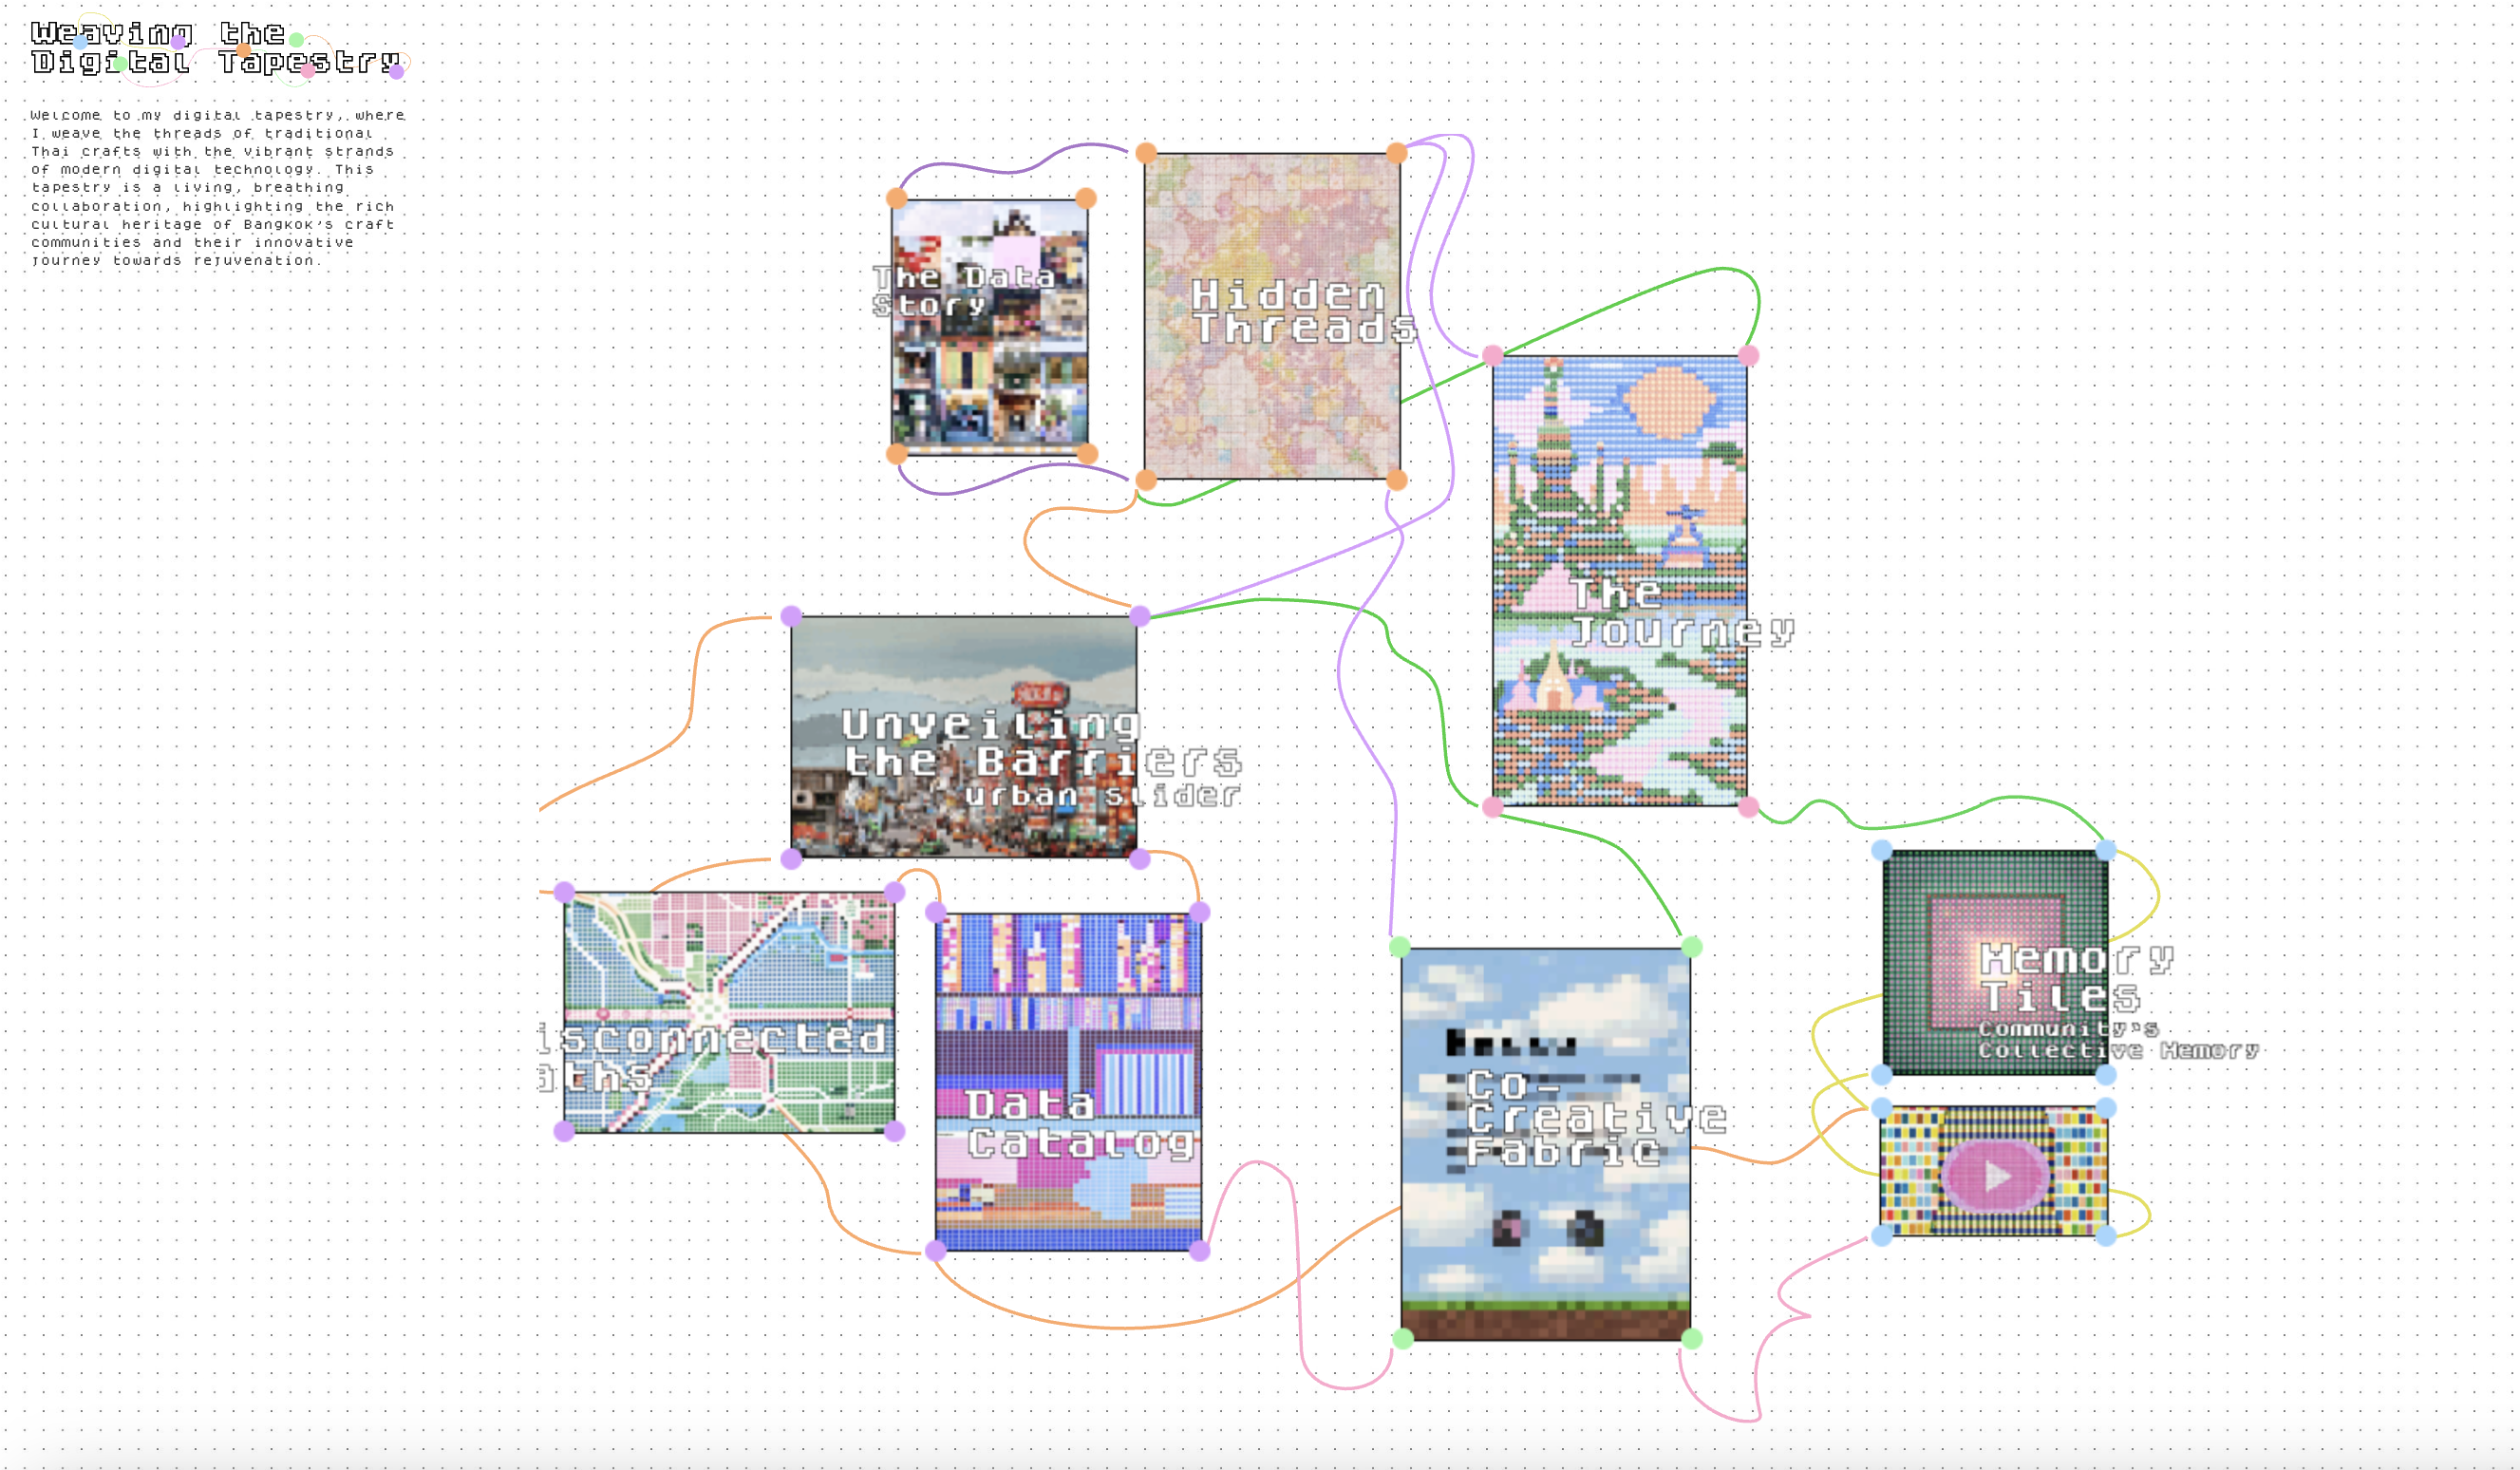 Weaving the
Digital Tapestry
Welcome to my digital tapestry, where
I weave the threads of traditional
Thai crafts with the vibrant strands
of modern digital technology. This
tapestry is a living, breathing
collaboration, highlighting the rich
cultural heritage of Bangkok's craft
communities and their innovative
journey towards rejuvenation.
The Data
Story
Hidden
Threads
The
Journey
Unveiling
the Barriers
urban slider
isconnected
aths
Data
Catalog
Co-
Creative
Fabric
Memory
Tiles
Community's
Collective Memory